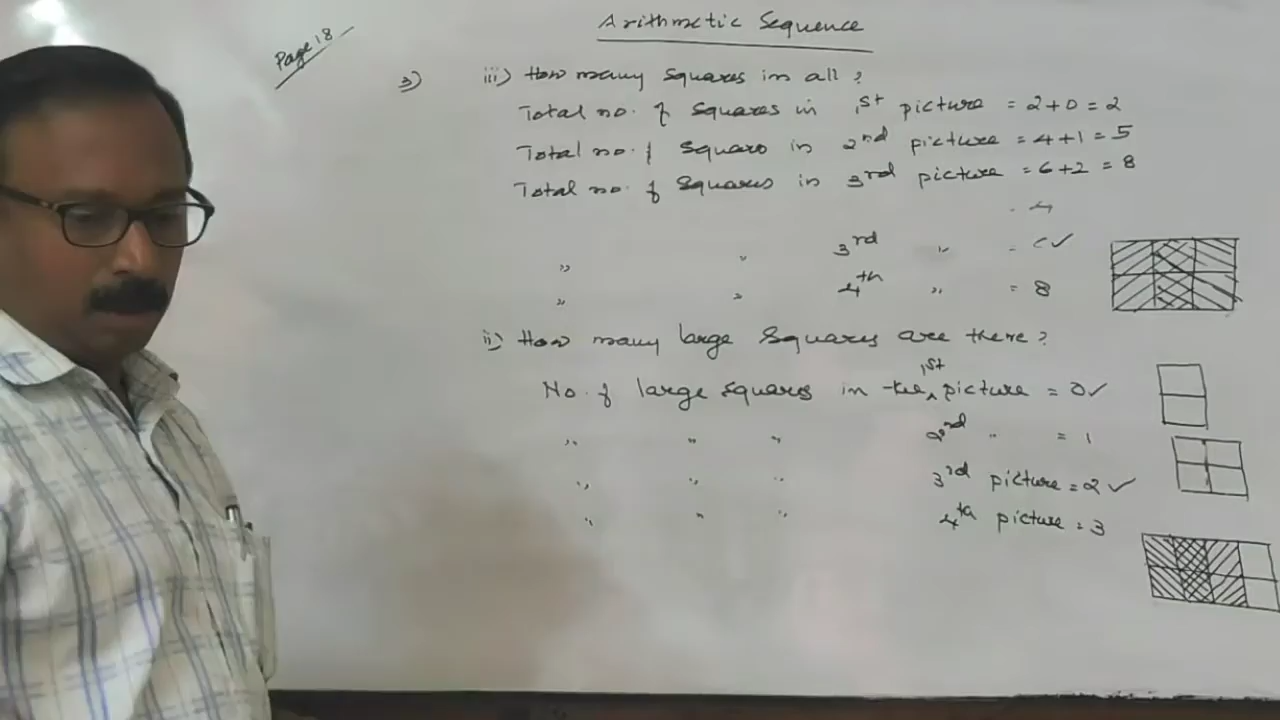 Arithmetic Sequence
Page 18
3) iii) How many squares in all?
Total no. of squares in 1st picture = 2+0 = 2
Total no. of squares in 2nd picture = 4+1 = 5
Total no. of squares in 3rd picture = 6+2 = 8
= 4
" " 3rd " = ✓
" " 4th " = 8
ii) How many large squares are there?
No. of large squares in the 1st picture = 0✓
" " " 2nd " = 1
" " " 3rd picture = 2 ✓
" " " 4th picture = 3